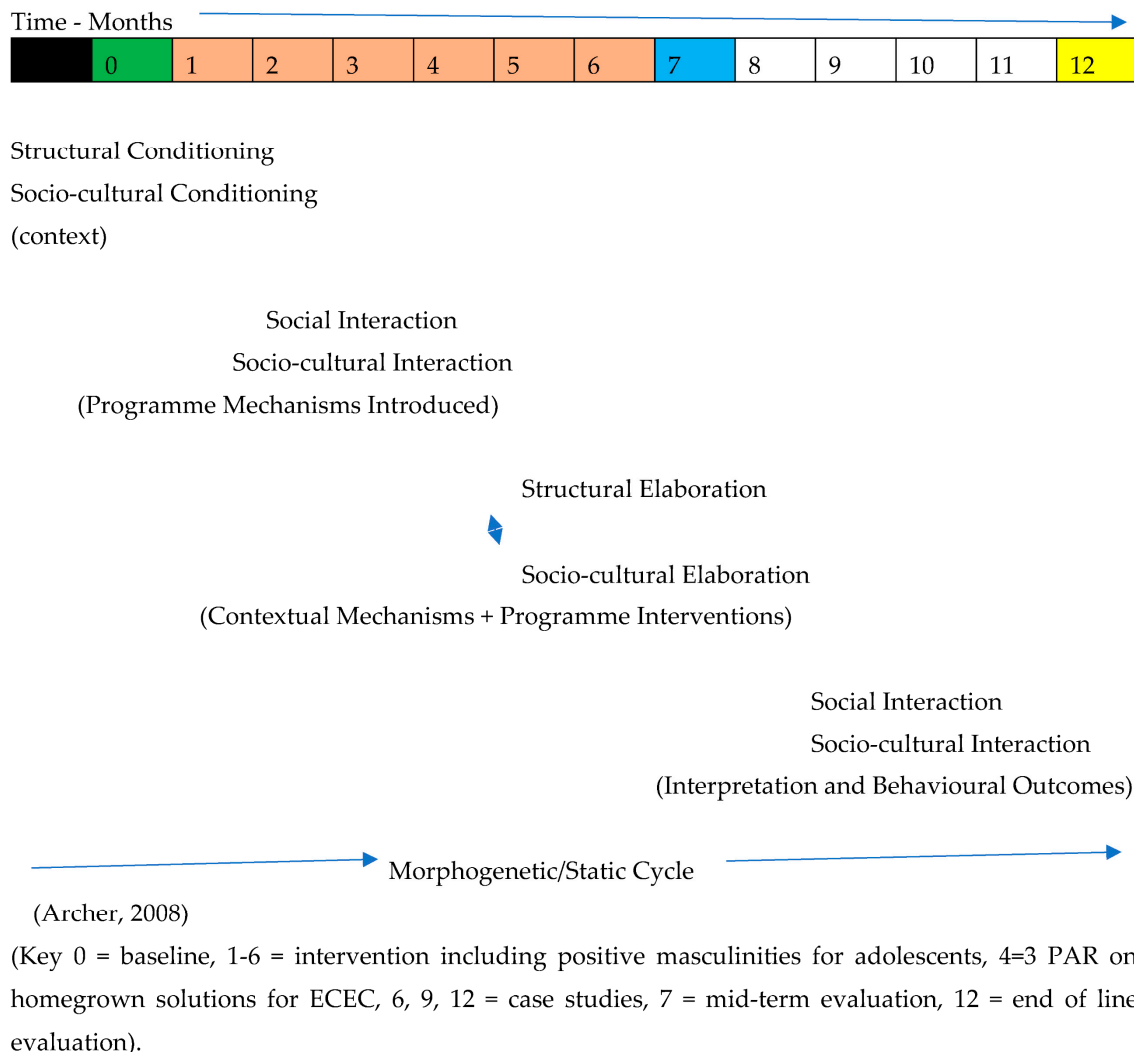 Time - Months
0 1 2 3 4 5 6 7 8 9 10 11 12
Structural Conditioning
Socio-cultural Conditioning
(context)
Social Interaction
Socio-cultural Interaction
(Programme Mechanisms Introduced)
Structural Elaboration
Socio-cultural Elaboration
(Contextual Mechanisms + Programme Interventions)
Social Interaction
Socio-cultural Interaction
(Interpretation and Behavioural Outcomes)
Morphogenetic/Static Cycle
(Archer, 2008)
(Key 0 = baseline, 1-6 = intervention including positive masculinities for adolescents, 4=3 PAR on
homegrown solutions for ECEC, 6, 9, 12 = case studies, 7 = mid-term evaluation, 12 = end of line
evaluation).